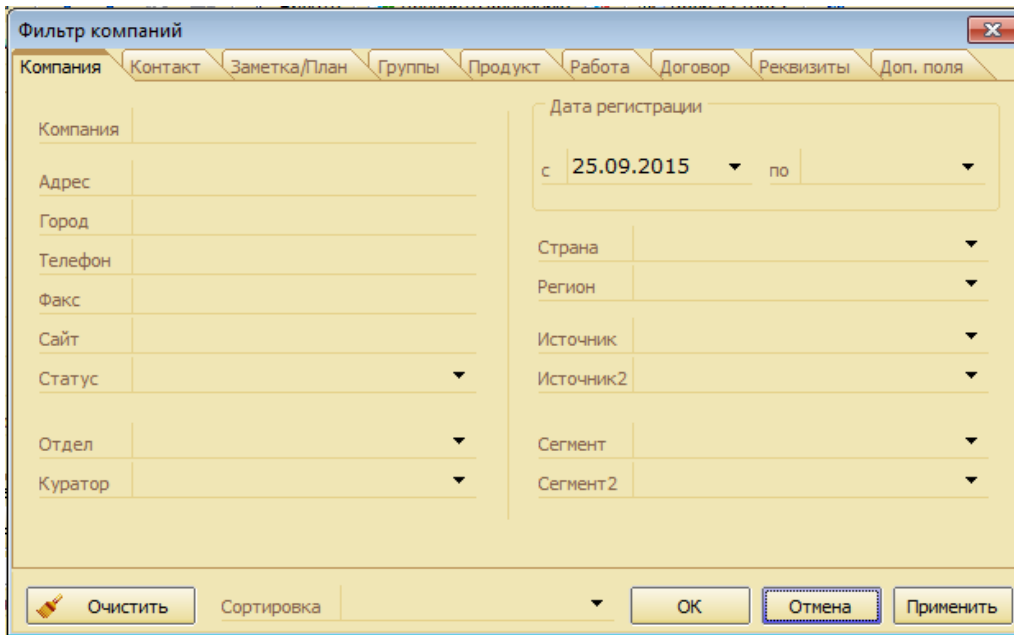 Фильтр компаний
Компания Контакт Заметка/План Группы Продукт Работа Договор Реквизиты Доп. поля
Компания
Адрес
Город
Телефон
Факс
Сайт
Статус
Отдел
Куратор
Дата регистрации
с 25.09.2015 по
Страна
Регион
Источник
Источник2
Сегмент
Сегмент2
Очистить Сортировка ОК Отмена Применить